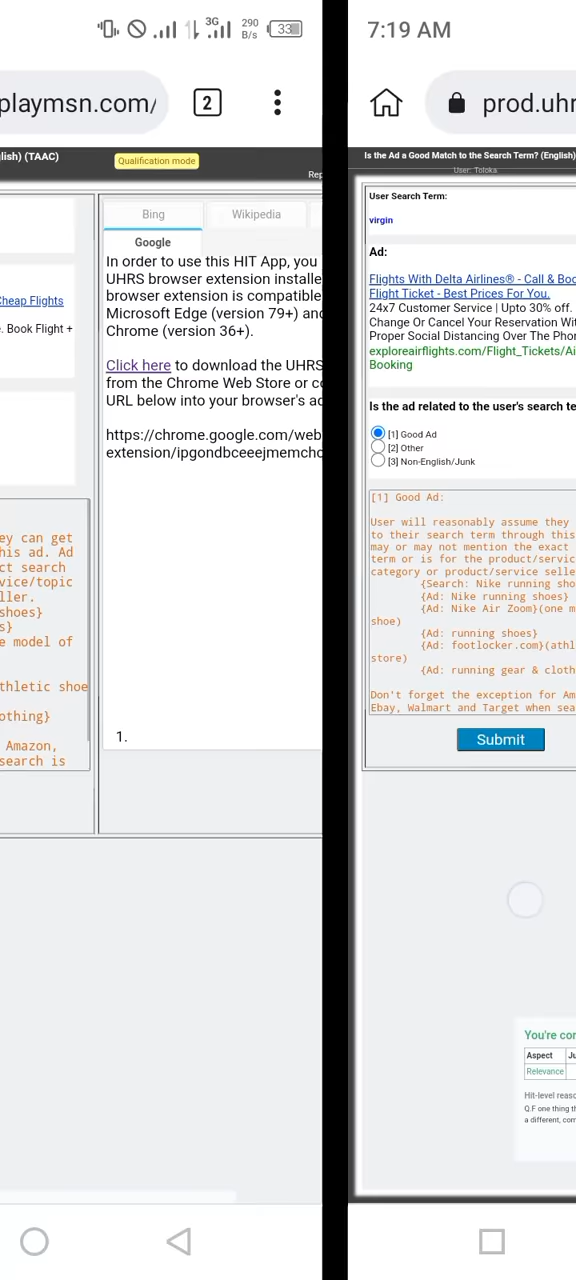 3G
290
B/s
33
playmsn.com/
2
lish) (TAAC)
Qualification mode
Rep
Cheap Flights
. Book Flight +
Bing
Wikipedia
Google
In order to use this HIT App, you
UHRS browser extension installe
browser extension is compatible
Microsoft Edge (version 79+) and
Chrome (version 36+).
Click here to download the UHRS
from the Chrome Web Store or co
URL below into your browser's ad
https://chrome.google.com/web
extension/ipgondbceeejmemcho
1.
ey can get
his ad. Ad
ct search
vice/topic
ller.
shoes}
s}
e model of
thletic shoe
othing}
Amazon,
search is
7:19 AM
prod.uhr
Is the Ad a Good Match to the Search Term? (English)
User: Toloka
User Search Term:
virgin
Ad:
Flights With Delta Airlines® - Call & Boo
Flight Ticket - Best Prices For You.
24x7 Customer Service | Upto 30% off.
Change Or Cancel Your Reservation Wit
Proper Social Distancing Over The Phon
exploreairflights.com/Flight_Tickets/Ai
Booking
Is the ad related to the user's search te
[1] Good Ad
[2] Other
[3] Non-English/Junk
[1] Good Ad:
User will reasonably assume they
to their search term through this
may or may not mention the exact
term or is for the product/servic
category or product/service selle
{Search: Nike running sho
{Ad: Nike running shoes}
{Ad: Nike Air Zoom}(one m
shoe)
{Ad: running shoes}
{Ad: footlocker.com}(athl
store)
{Ad: running gear & cloth
Don't forget the exception for Am
Ebay, Walmart and Target when sea
Submit
You're cor
Aspect
Ju
Relevance
Hit-level reaso
Q.F one thing th
a different, corr